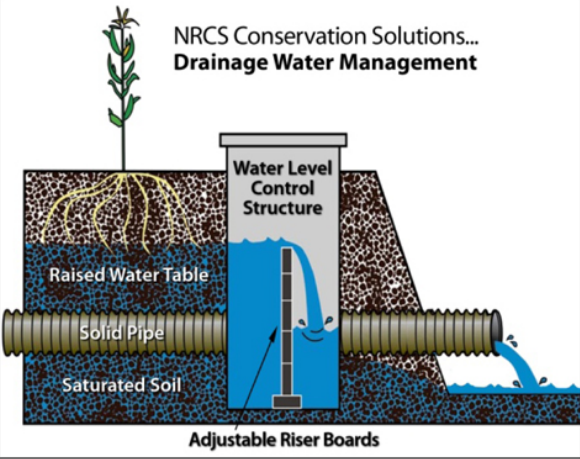 NRCS Conservation Solutions...
Drainage Water Management
Water Level
Control
Structure
Raised Water Table
Solid Pipe
Saturated Soil
Adjustable Riser Boards